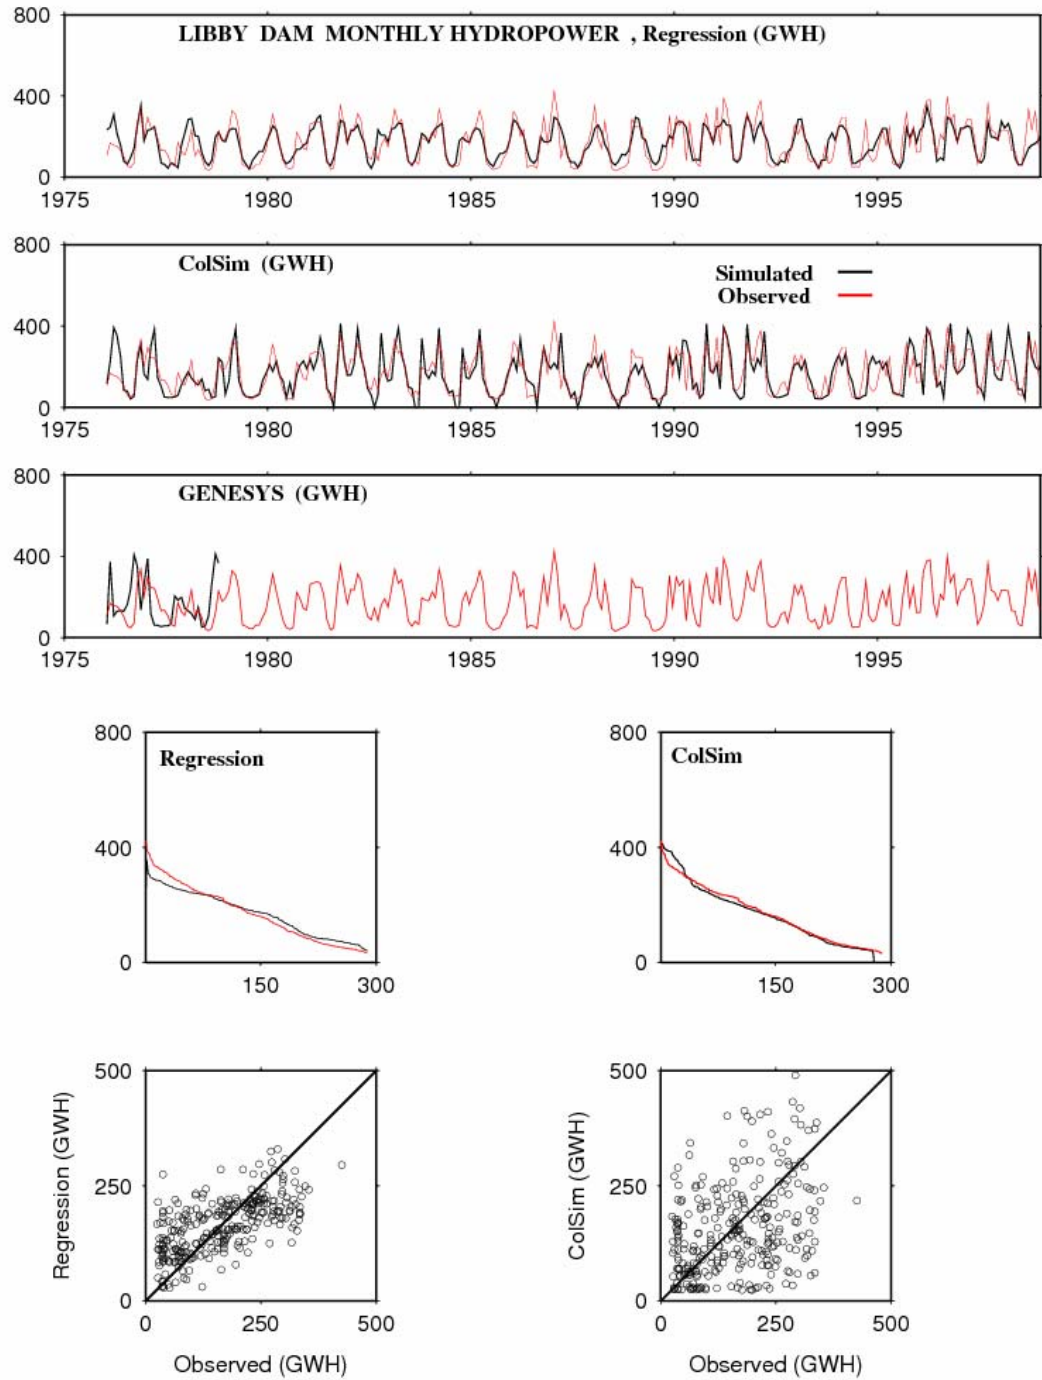 800
LIBBY DAM MONTHLY HYDROPOWER , Regression (GWH)
400
0
1975 1980 1985 1990 1995
800
ColSim (GWH)
Simulated
Observed
400
0
1975 1980 1985 1990 1995
800
GENESYS (GWH)
400
0
1975 1980 1985 1990 1995
800
Regression
400
0
150 300
800
ColSim
400
0
150 300
500
Regression (GWH)
250
0
0 250 500
Observed (GWH)
500
ColSim (GWH)
250
0
0 250 500
Observed (GWH)